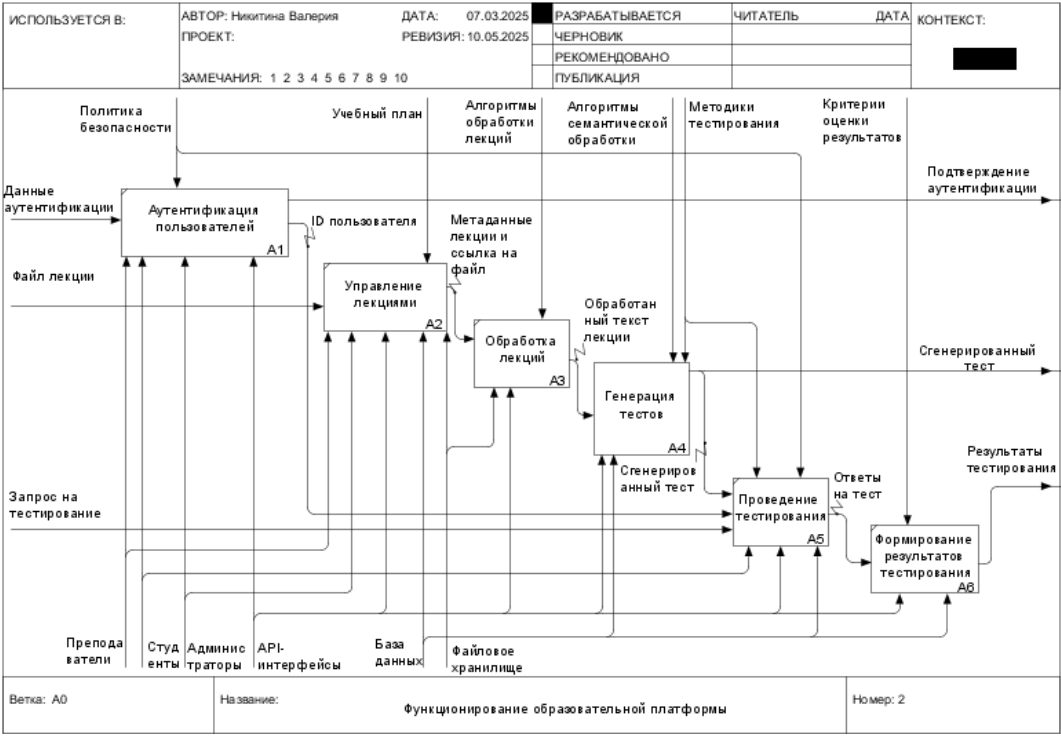 ИСПОЛЬЗУЕТСЯ В:
АВТОР: Никитина Валерия
ДАТА: 07.03.2025
ПРОЕКТ:
РЕВИЗИЯ: 10.05.2025
ЗАМЕЧАНИЯ: 1 2 3 4 5 6 7 8 9 10
РАЗРАБАТЫВАЕТСЯ
ЧЕРНОВИК
РЕКОМЕНДОВАНО
ПУБЛИКАЦИЯ
ЧИТАТЕЛЬ
ДАТА
КОНТЕКСТ:
Политика
безопасности
Учебный план
Алгоритмы
обработки
лекций
Алгоритмы
семантической
обработки
Методики
тестирования
Критерии
оценки
результатов
Подтверждение
аутентификации
Данные
аутентификации
Аутентификация
пользователей
A1
ID пользователя
Метаданные
лекции и
ссылка на
файл
Файл лекции
Управление
лекциями
A2
Обработан
ный текст
лекции
Обработка
лекций
A3
Сгенерированный
тест
Генерация
тестов
A4
Сгенериров
анный тест
Результаты
тестирования
Запрос на
тестирование
Ответы
на тест
Проведение
тестирования
A5
Формирование
результатов
тестирования
A6
Препода
ватели
Студ
енты
Админис
траторы
API-
интерфейсы
База
данных
Файловое
хранилище
Ветка: A0
Название:
Функционирование образовательной платформы
Номер: 2